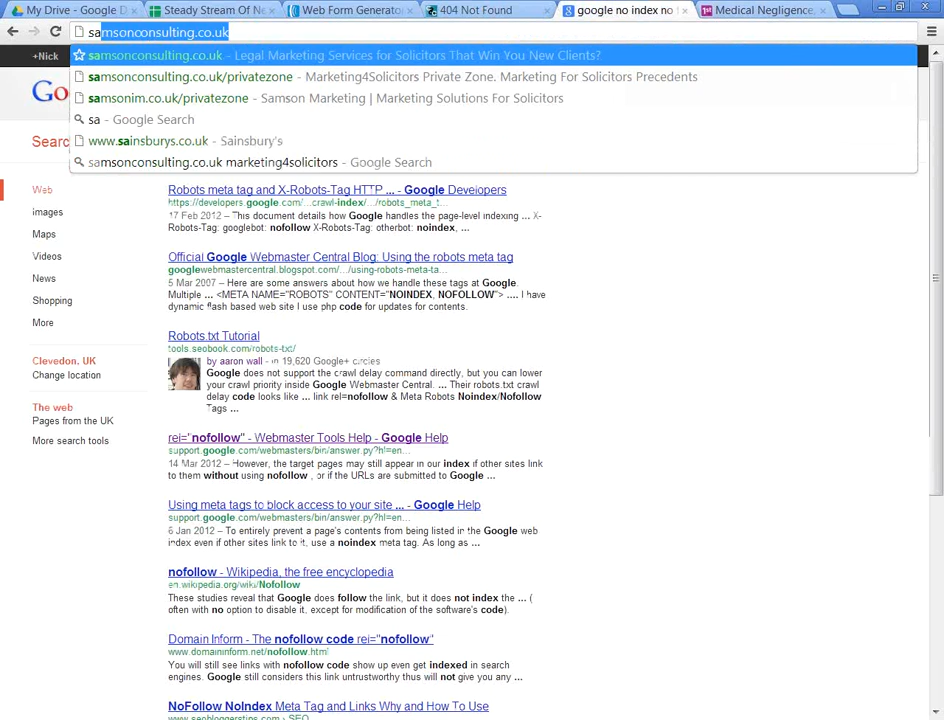 My Drive - Google D
Steady Stream Of Ne
Web Form Generator
404 Not Found
google no index no
Medical Negligence,
samsonconsulting.co.uk
+Nick
samsonconsulting.co.uk - Legal Marketing Services for Solicitors That Win You New Clients?
samsonconsulting.co.uk/privatezone - Marketing4Solicitors Private Zone. Marketing For Solicitors Precedents
samsonim.co.uk/privatezone - Samson Marketing | Marketing Solutions For Solicitors
Go
sa - Google Search
Searc
www.sainsburys.co.uk - Sainsbury's
samsonconsulting.co.uk marketing4solicitors - Google Search
Web
Images
Maps
Videos
News
Shopping
More
Clevedon, UK
Change location
The web
Pages from the UK
More search tools
Robots meta tag and X-Robots-Tag HTTP ... - Google Developers
https://developers.google.com/...crawl-index/.../robots_meta_t...
17 Feb 2012 – This document details how Google handles the page-level indexing ... X-
Robots-Tag: googlebot: nofollow X-Robots-Tag: otherbot: noindex, ...
Official Google Webmaster Central Blog: Using the robots meta tag
googlewebmastercentral.blogspot.com/.../using-robots-meta-ta...
5 Mar 2007 – Here are some answers about how we handle these tags at Google.
Multiple ... <META NAME="ROBOTS" CONTENT="NOINDEX, NOFOLLOW"> .... I have
dynamic flash based web site I use php code for updates for contents.
Robots.txt Tutorial
tools.seobook.com/robots-txt/
by aaron wall - in 19,620 Google+ circles
Google does not support the crawl delay command directly, but you can lower
your crawl priority inside Google Webmaster Central. ... Their robots.txt crawl
delay code looks like ... link rel=nofollow & Meta Robots Noindex/Nofollow
Tags ...
rel="nofollow" - Webmaster Tools Help - Google Help
support.google.com/webmasters/bin/answer.py?hl=en...
14 Mar 2012 – However, the target pages may still appear in our index if other sites link
to them without using nofollow , or if the URLs are submitted to Google ...
Using meta tags to block access to your site ... - Google Help
support.google.com/webmasters/bin/answer.py?hl=en...
6 Jan 2012 – To entirely prevent a page's contents from being listed in the Google web
index even if other sites link to it, use a noindex meta tag. As long as ...
nofollow - Wikipedia, the free encyclopedia
en.wikipedia.org/wiki/Nofollow
These studies reveal that Google does follow the link, but it does not index the ... (
often with no option to disable it, except for modification of the software's code).
Domain Inform - The nofollow code rel="nofollow"
www.domaininform.net/nofollow.html
You will still see links with nofollow code show up even get indexed in search
engines. Google still considers this link untrustworthy thus will not give you any ...
NoFollow NoIndex Meta Tag and Links Why and How To Use
www.seobloggerstips.com › SEO